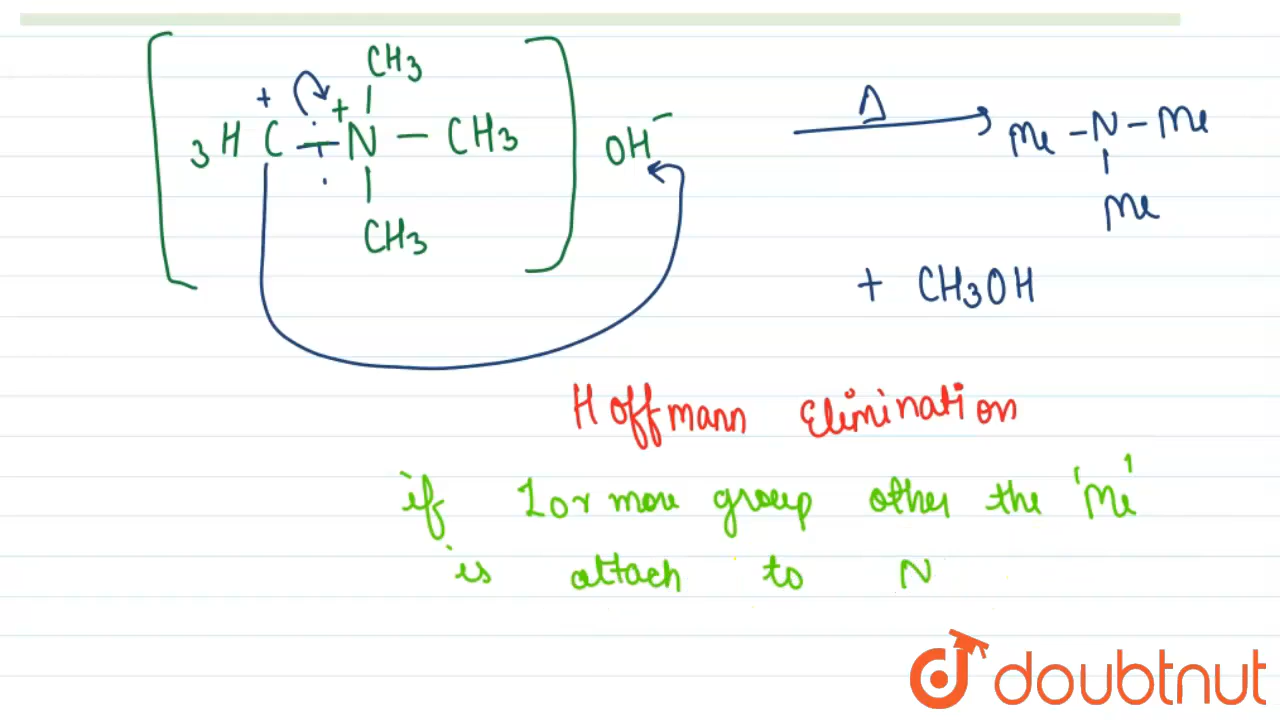 CH3
+ +
3HC - N - CH3 OH⁻ Δ Me - N - Me
CH3 Me
+ CH3OH
Hoffmann Elimination
if 1 or more group other the 'Me'
is attach to N
doubtnut